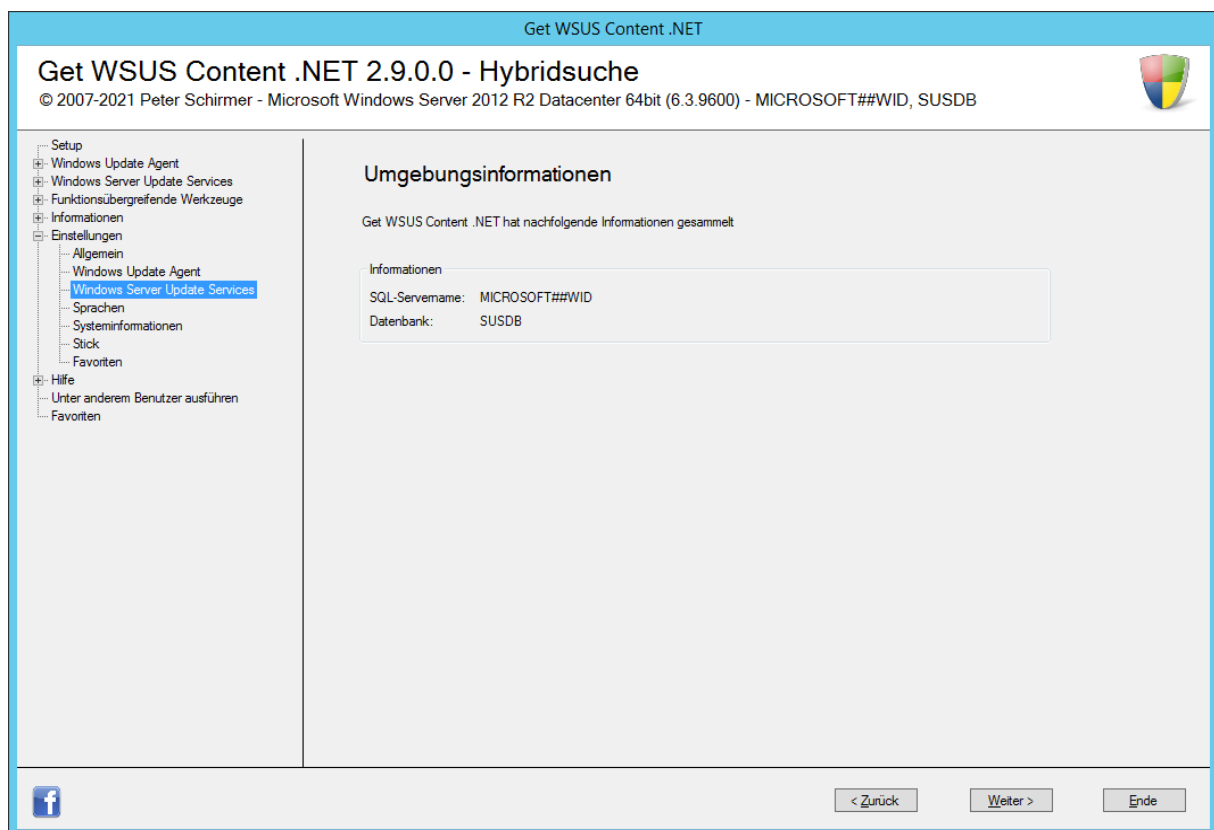 Get WSUS Content .NET
Get WSUS Content .NET 2.9.0.0 - Hybridsuche
© 2007-2021 Peter Schirmer - Microsoft Windows Server 2012 R2 Datacenter 64bit (6.3.9600) - MICROSOFT##WID, SUSDB
Setup
Windows Update Agent
Windows Server Update Services
Funktionsübergreifende Werkzeuge
Informationen
Einstellungen
Allgemein
Windows Update Agent
Windows Server Update Services
Sprachen
Systeminformationen
Stick
Favoriten
Hilfe
Unter anderem Benutzer ausführen
Favoriten
Umgebungsinformationen
Get WSUS Content .NET hat nachfolgende Informationen gesammelt
Informationen
SQL-Servername: MICROSOFT##WID
Datenbank: SUSDB
f
< Zurück Weiter > Ende